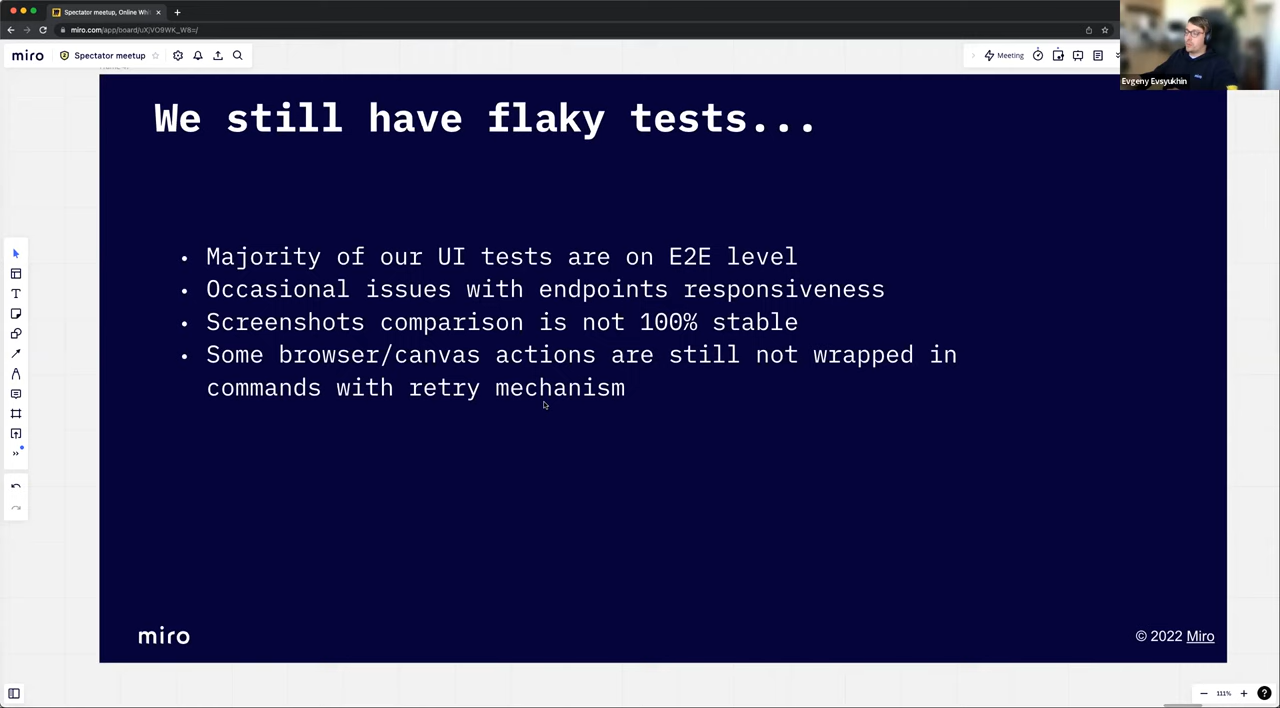 Spectator meetup, Online Whi
miro.com/app/board/uXjVO9WK_W8=/
miro
Spectator meetup
Meeting
Evgeny Evsyukhin
We still have flaky tests...
• Majority of our UI tests are on E2E level
• Occasional issues with endpoints responsiveness
• Screenshots comparison is not 100% stable
• Some browser/canvas actions are still not wrapped in
commands with retry mechanism
miro
© 2022 Miro
111%